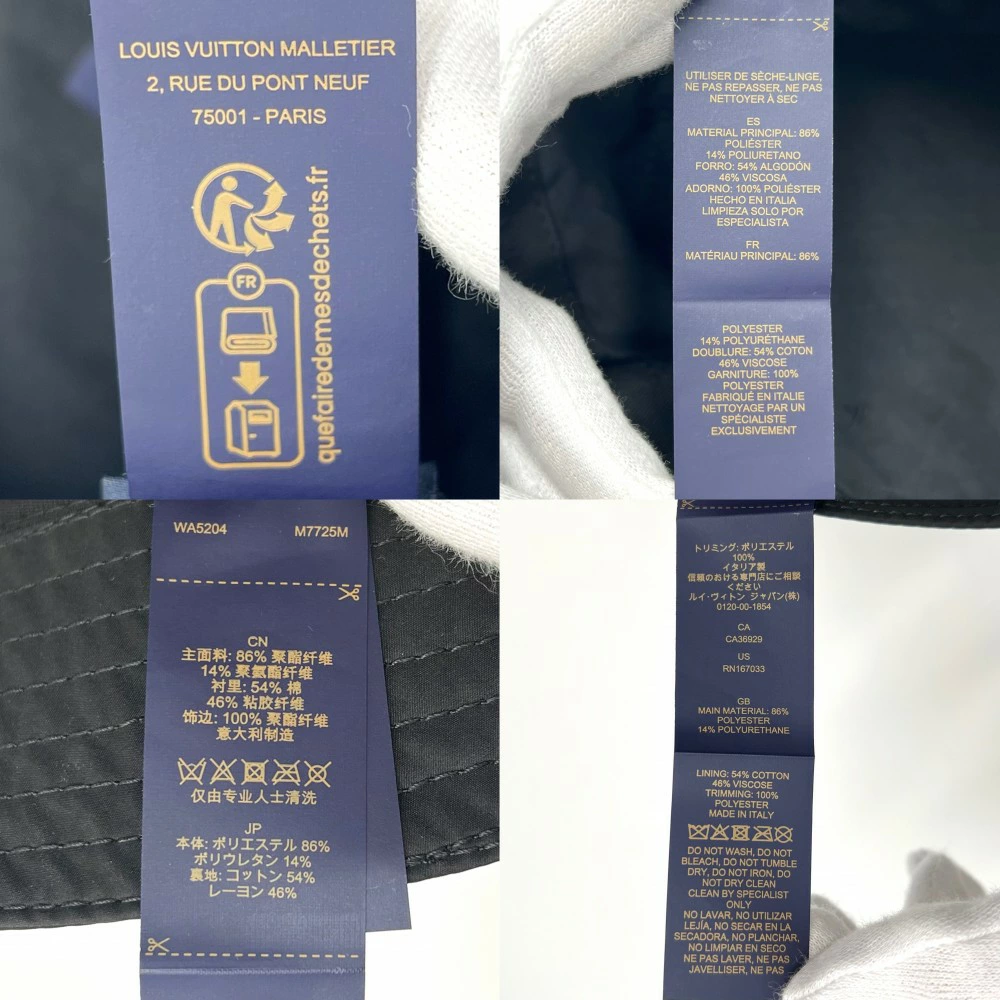 LOUIS VUITTON MALLETIER
2, RUE DU PONT NEUF
75001 - PARIS
FR
quefairedemesdechets.fr
UTILISER DE SÈCHE-LINGE,
NE PAS REPASSER, NE PAS
NETTOYER À SEC
ES
MATERIAL PRINCIPAL: 86%
POLIÉSTER
14% POLIURETANO
FORRO: 54% ALGODÓN
46% VISCOSA
ADORNO: 100% POLIÉSTER
HECHO EN ITALIA
LIMPIEZA SOLO POR
ESPECIALISTA
FR
MATÉRIAU PRINCIPAL: 86%
POLYESTER
14% POLYURÉTHANE
DOUBLURE: 54% COTON
46% VISCOSE
GARNITURE: 100%
POLYESTER
FABRIQUÉ EN ITALIE
NETTOYAGE PAR UN
SPÉCIALISTE
EXCLUSIVEMENT
WA5204 M7725M
CN
主面料: 86% 聚酯纤维
14% 聚氨酯纤维
衬里: 54% 棉
46% 粘胶纤维
饰边: 100% 聚酯纤维
意大利制造
仅由专业人士清洗
JP
本体: ポリエステル 86%
ポリウレタン 14%
裏地: コットン 54%
レーヨン 46%
トリミング: ポリエステル
100%
イタリア製
信頼のおける専門店にご相談
ください
ルイ・ヴィトン ジャパン(株)
0120-00-1854
CA
CA36929
US
RN167033
GB
MAIN MATERIAL: 86%
POLYESTER
14% POLYURETHANE
LINING: 54% COTTON
46% VISCOSE
TRIMMING: 100%
POLYESTER
MADE IN ITALY
DO NOT WASH, DO NOT
BLEACH, DO NOT TUMBLE
DRY, DO NOT IRON, DO
NOT DRY CLEAN
CLEAN BY SPECIALIST
ONLY
NO LAVAR, NO UTILIZAR
LEJÍA, NO SECAR EN LA
SECADORA, NO PLANCHAR,
NO LIMPIAR EN SECO
NE PAS LAVER, NE PAS
JAVELLISER, NE PAS